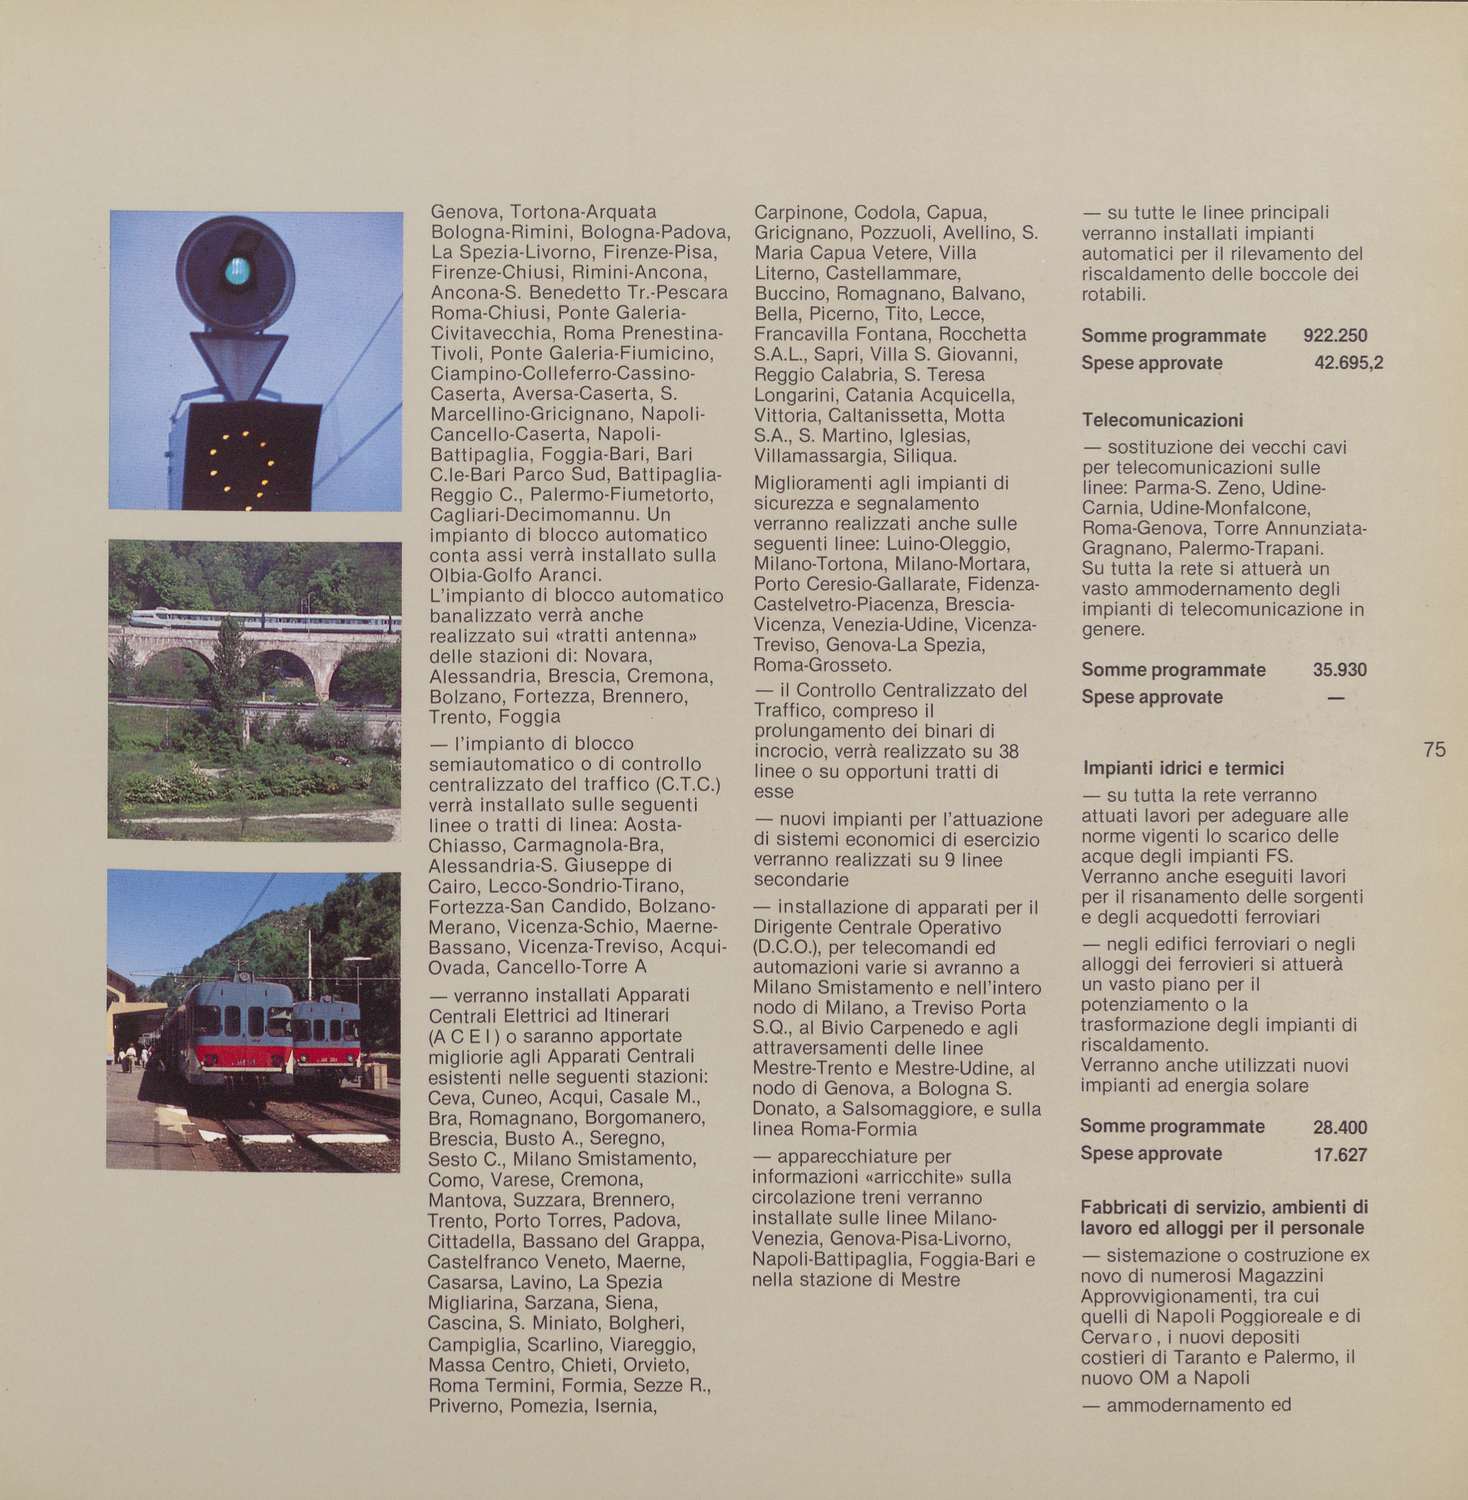 Genova, Tortona-Arquata
Bologna-Rimini, Bologna-Padova,
La Spezia-Livorno, Firenze-Pisa,
Firenze-Chiusi, Rimini-Ancona,
Ancona-S. Benedetto Tr.-Pescara
Roma-Chiusi, Ponte Galeria-
Civitavecchia, Roma Prenestina-
Tivoli, Ponte Galeria-Fiumicino,
Ciampino-Colleferro-Cassino-
Caserta, Aversa-Caserta, S.
Marcellino-Gricignano, Napoli-
Cancello-Caserta, Napoli-
Battipaglia, Foggia-Bari, Bari
C.le-Bari Parco Sud, Battipaglia-
Reggio C., Palermo-Fiumetorto,
Cagliari-Decimomannu. Un
impianto di blocco automatico
conta assi verrà installato sulla
Olbia-Golfo Aranci.
L'impianto di blocco automatico
banalizzato verrà anche
realizzato sui «tratti antenna»
delle stazioni di: Novara,
Alessandria, Brescia, Cremona,
Bolzano, Fortezza, Brennero,
Trento, Foggia
— l'impianto di blocco
semiautomatico o di controllo
centralizzato del traffico (C.T.C.)
verrà installato sulle seguenti
linee o tratti di linea: Aosta-
Chiasso, Carmagnola-Bra,
Alessandria-S. Giuseppe di
Cairo, Lecco-Sondrio-Tirano,
Fortezza-San Candido, Bolzano-
Merano, Vicenza-Schio, Maerne-
Bassano, Vicenza-Treviso, Acqui-
Ovada, Cancello-Torre A
— verranno installati Apparati
Centrali Elettrici ad Itinerari
(A C E I ) o saranno apportate
migliorie agli Apparati Centrali
esistenti nelle seguenti stazioni:
Ceva, Cuneo, Acqui, Casale M.,
Bra, Romagnano, Borgomanero,
Brescia, Busto A., Seregno,
Sesto C., Milano Smistamento,
Como, Varese, Cremona,
Mantova, Suzzara, Brennero,
Trento, Porto Torres, Padova,
Cittadella, Bassano del Grappa,
Castelfranco Veneto, Maerne,
Casarsa, Lavino, La Spezia
Migliarina, Sarzana, Siena,
Cascina, S. Miniato, Bolgheri,
Campiglia, Scarlino, Viareggio,
Massa Centro, Chieti, Orvieto,
Roma Termini, Formia, Sezze R.,
Priverno, Pomezia, Isernia,
Carpinone, Codola, Capua,
Gricignano, Pozzuoli, Avellino, S.
Maria Capua Vetere, Villa
Literno, Castellammare,
Buccino, Romagnano, Balvano,
Bella, Picerno, Tito, Lecce,
Francavilla Fontana, Rocchetta
S.A.L., Sapri, Villa S. Giovanni,
Reggio Calabria, S. Teresa
Longarini, Catania Acquicella,
Vittoria, Caltanissetta, Motta
S.A., S. Martino, Iglesias,
Villamassargia, Siliqua.
Miglioramenti agli impianti di
sicurezza e segnalamento
verranno realizzati anche sulle
seguenti linee: Luino-Oleggio,
Milano-Tortona, Milano-Mortara,
Porto Ceresio-Gallarate, Fidenza-
Castelvetro-Piacenza, Brescia-
Vicenza, Venezia-Udine, Vicenza-
Treviso, Genova-La Spezia,
Roma-Grosseto.
— il Controllo Centralizzato del
Traffico, compreso il
prolungamento dei binari di
incrocio, verrà realizzato su 38
linee o su opportuni tratti di
esse
— nuovi impianti per l'attuazione
di sistemi economici di esercizio
verranno realizzati su 9 linee
secondarie
— installazione di apparati per il
Dirigente Centrale Operativo
(D.C.O.), per telecomandi ed
automazioni varie si avranno a
Milano Smistamento e nell'intero
nodo di Milano, a Treviso Porta
S.Q., al Bivio Carpenedo e agli
attraversamenti delle linee
Mestre-Trento e Mestre-Udine, al
nodo di Genova, a Bologna S.
Donato, a Salsomaggiore, e sulla
linea Roma-Formia
— apparecchiature per
informazioni «arricchite» sulla
circolazione treni verranno
installate sulle linee Milano-
Venezia, Genova-Pisa-Livorno,
Napoli-Battipaglia, Foggia-Bari e
nella stazione di Mestre
— su tutte le linee principali
verranno installati impianti
automatici per il rilevamento del
riscaldamento delle boccole dei
rotabili.
Somme programmate 922.250
Spese approvate 42.695,2
Telecomunicazioni
— sostituzione dei vecchi cavi
per telecomunicazioni sulle
linee: Parma-S. Zeno, Udine-
Carnia, Udine-Monfalcone,
Roma-Genova, Torre Annunziata-
Gragnano, Palermo-Trapani.
Su tutta la rete si attuerà un
vasto ammodernamento degli
impianti di telecomunicazione in
genere.
Somme programmate 35.930
Spese approvate —
Impianti idrici e termici
— su tutta la rete verranno
attuati lavori per adeguare alle
norme vigenti lo scarico delle
acque degli impianti FS.
Verranno anche eseguiti lavori
per il risanamento delle sorgenti
e degli acquedotti ferroviari
— negli edifici ferroviari o negli
alloggi dei ferrovieri si attuerà
un vasto piano per il
potenziamento o la
trasformazione degli impianti di
riscaldamento.
Verranno anche utilizzati nuovi
impianti ad energia solare
Somme programmate 28.400
Spese approvate 17.627
Fabbricati di servizio, ambienti di
lavoro ed alloggi per il personale
— sistemazione o costruzione ex
novo di numerosi Magazzini
Approvvigionamenti, tra cui
quelli di Napoli Poggioreale e di
Cervaro , i nuovi depositi
costieri di Taranto e Palermo, il
nuovo OM a Napoli
— ammodernamento ed
75